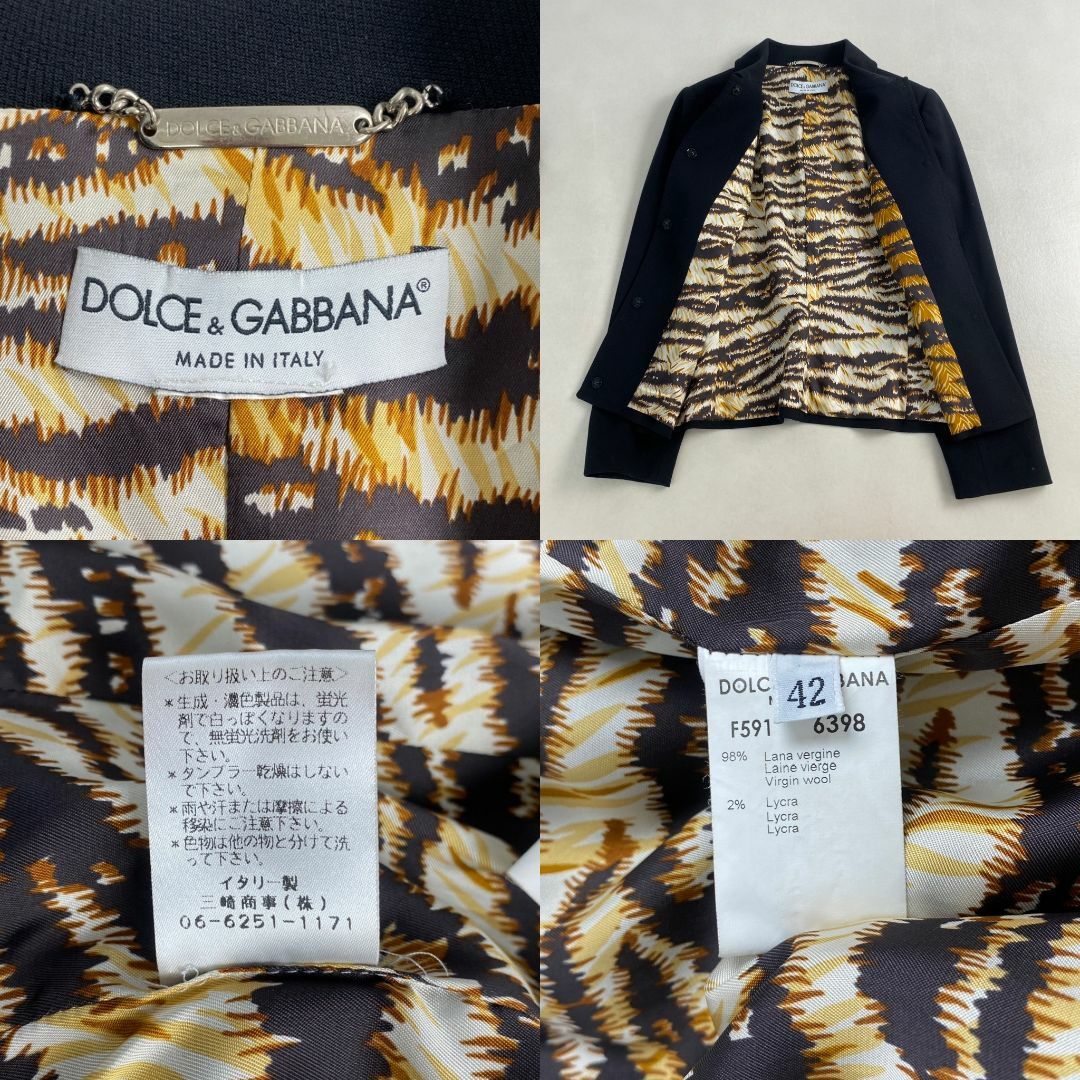 DOLCE & GABBANA
DOLCE & GABBANA®
MADE IN ITALY
DOLCE & GABBANA
<お取り扱い上のご注意>
*生成・濃色製品は、蛍光
剤で白っぽくなりますの
で、無蛍光洗剤をお使い
下さい。
*タンブラー乾燥はしない
で下さい。
*雨や汗または摩擦による
移染にご注意下さい。
*色物は他の物と分けて洗
って下さい。
イタリー製
三崎商事(株)
06-6251-1171
DOLC 42 BANA
F591 6398
98% Lana vergine
Laine vierge
Virgin wool
2% Lycra
Lycra
Lycra